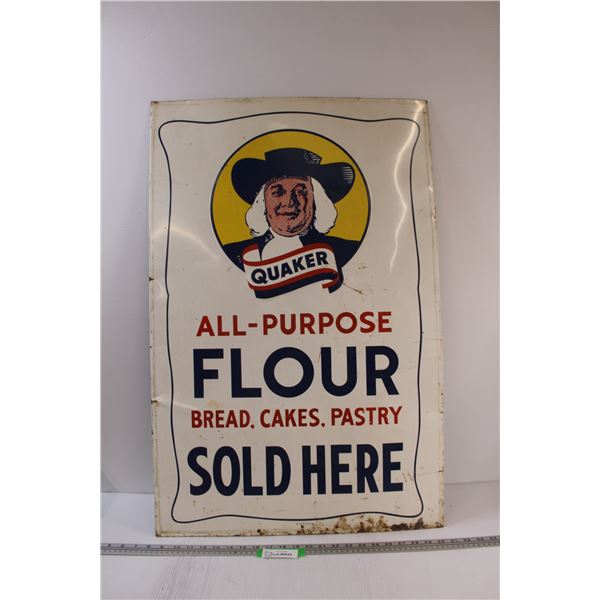 QUAKER
ALL-PURPOSE
FLOUR
BREAD, CAKES, PASTRY
SOLD HERE